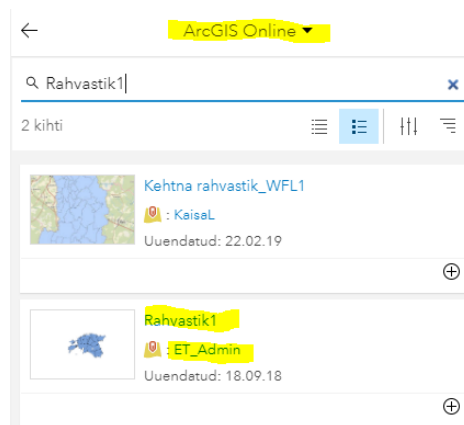 ArcGIS Online
Rahvastik1
2 kihti
Kehtna rahvastik_WFL1
: KaisaL
Uuendatud: 22.02.19
Rahvastik1
: ET_Admin
Uuendatud: 18.09.18